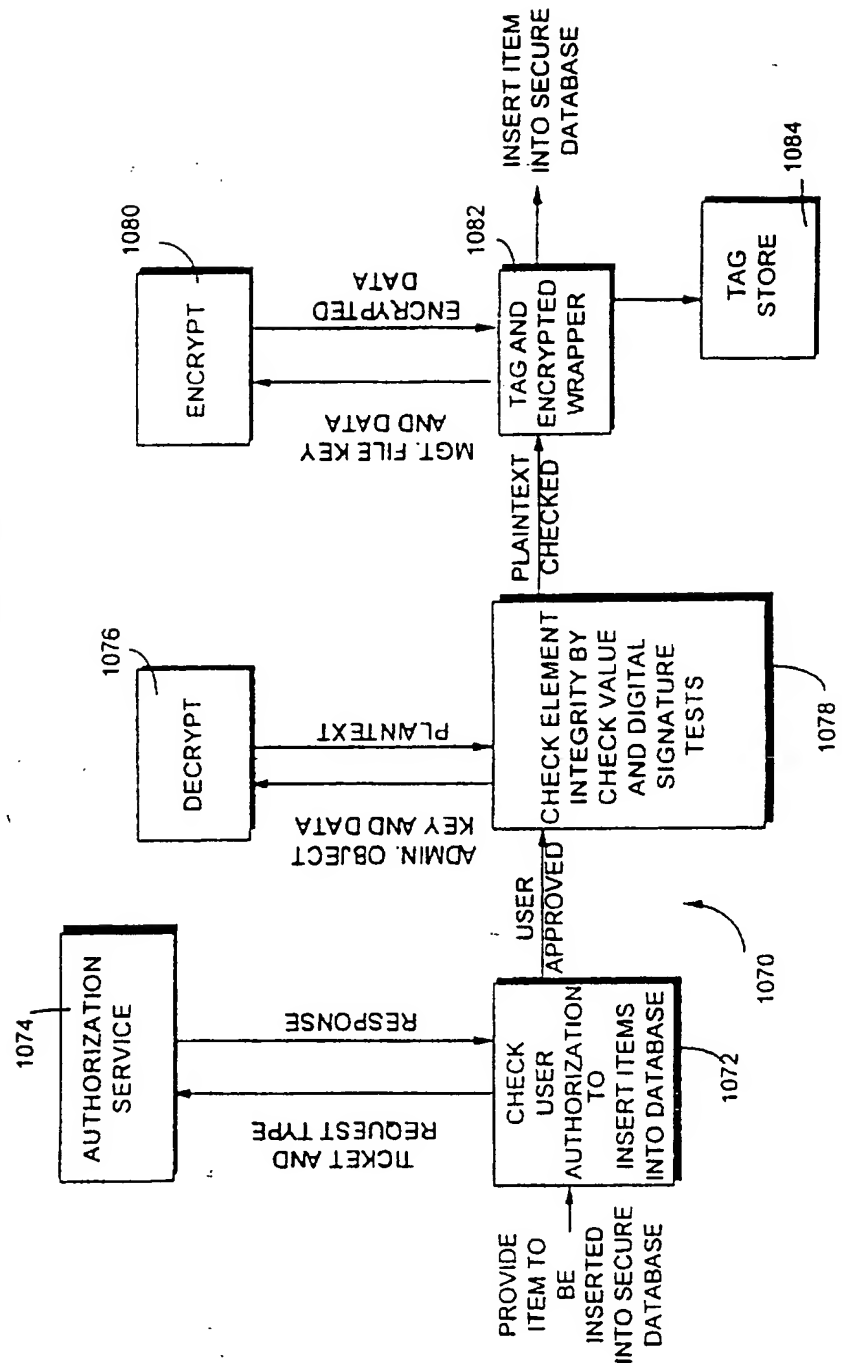 PROVIDE
ITEM TO
BE
INSERTED
INTO SECURE
DATABASE
CHECK
USER
AUTHORIZATION
TO
INSERT ITEMS
INTO DATABASE
1072
TICKET AND
REQUEST TYPE
RESPONSE
AUTHORIZATION
SERVICE
1074
USER
APPROVED
1070
CHECK ELEMENT
INTEGRITY BY
CHECK VALUE
AND DIGITAL
SIGNATURE
TESTS
1078
ADMIN. OBJECT
KEY AND DATA
PLAINTEXT
DECRYPT
1076
PLAINTEXT
CHECKED
TAG AND
ENCRYPTED
WRAPPER
1082
MGT. FILE KEY
AND DATA
ENCRYPTED
DATA
ENCRYPT
1080
INSERT ITEM
INTO SECURE
DATABASE
TAG
STORE
1084